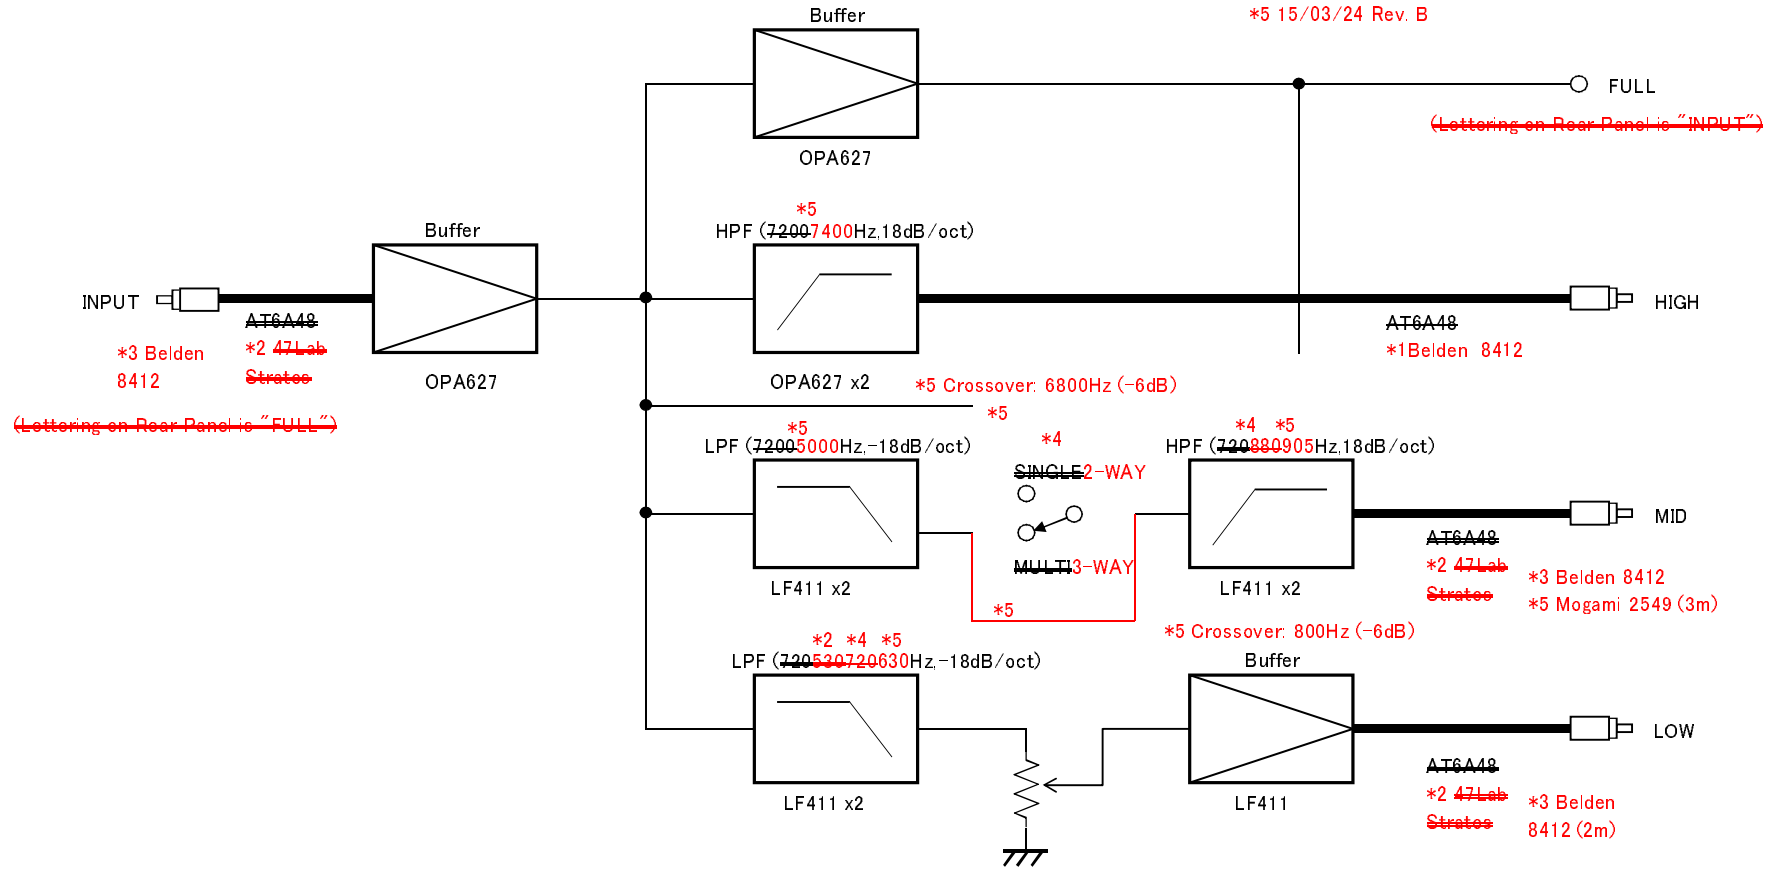 Buffer
*5 15/03/24 Rev. B
FULL
(Lettering on Rear Panel is "INPUT")
OPA627
*5
HPF (72007400Hz,18dB/oct)
Buffer
INPUT
HIGH
AT6A48
*2 47Lab
Stratos
*3 Belden
8412
AT6A48
*1Belden 8412
OPA627
OPA627 x2
*5 Crossover: 6800Hz (-6dB)
(Lettering on Rear Panel is "FULL")
*5
*5
LPF (72005000Hz,-18dB/oct)
*4
SINGLE2-WAY
*4 *5
HPF (720880905Hz,18dB/oct)
MID
AT6A48
*2 47Lab
Stratos
*3 Belden 8412
*5 Mogami 2549 (3m)
MULTI3-WAY
LF411 x2
LF411 x2
*5
*5 Crossover: 800Hz (-6dB)
*2 *4 *5
LPF (720530720630Hz,-18dB/oct)
Buffer
LOW
AT6A48
*2 47Lab
Stratos
*3 Belden
8412 (2m)
LF411 x2
LF411